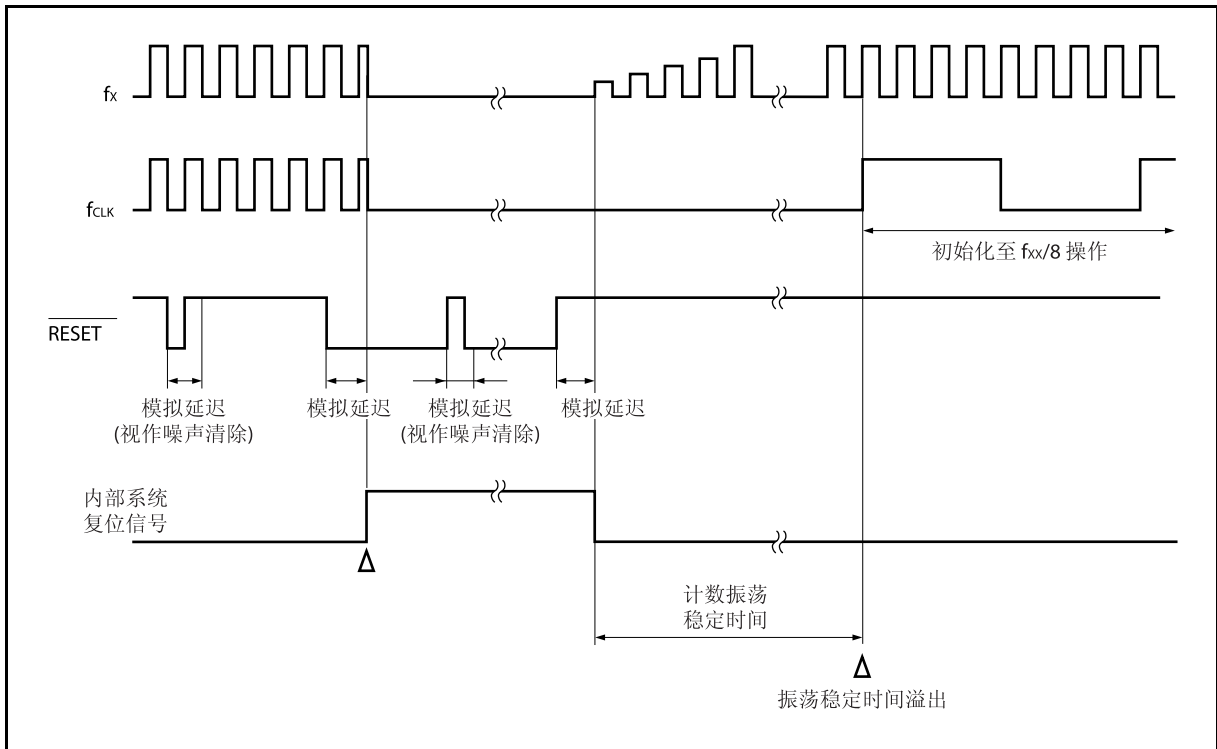 fX
fCLK
初始化至 fXX/8 操作
RESET
模拟延迟
(视作噪声清除)
模拟延迟
模拟延迟
(视作噪声清除)
模拟延迟
内部系统
复位信号
计数振荡
稳定时间
振荡稳定时间溢出